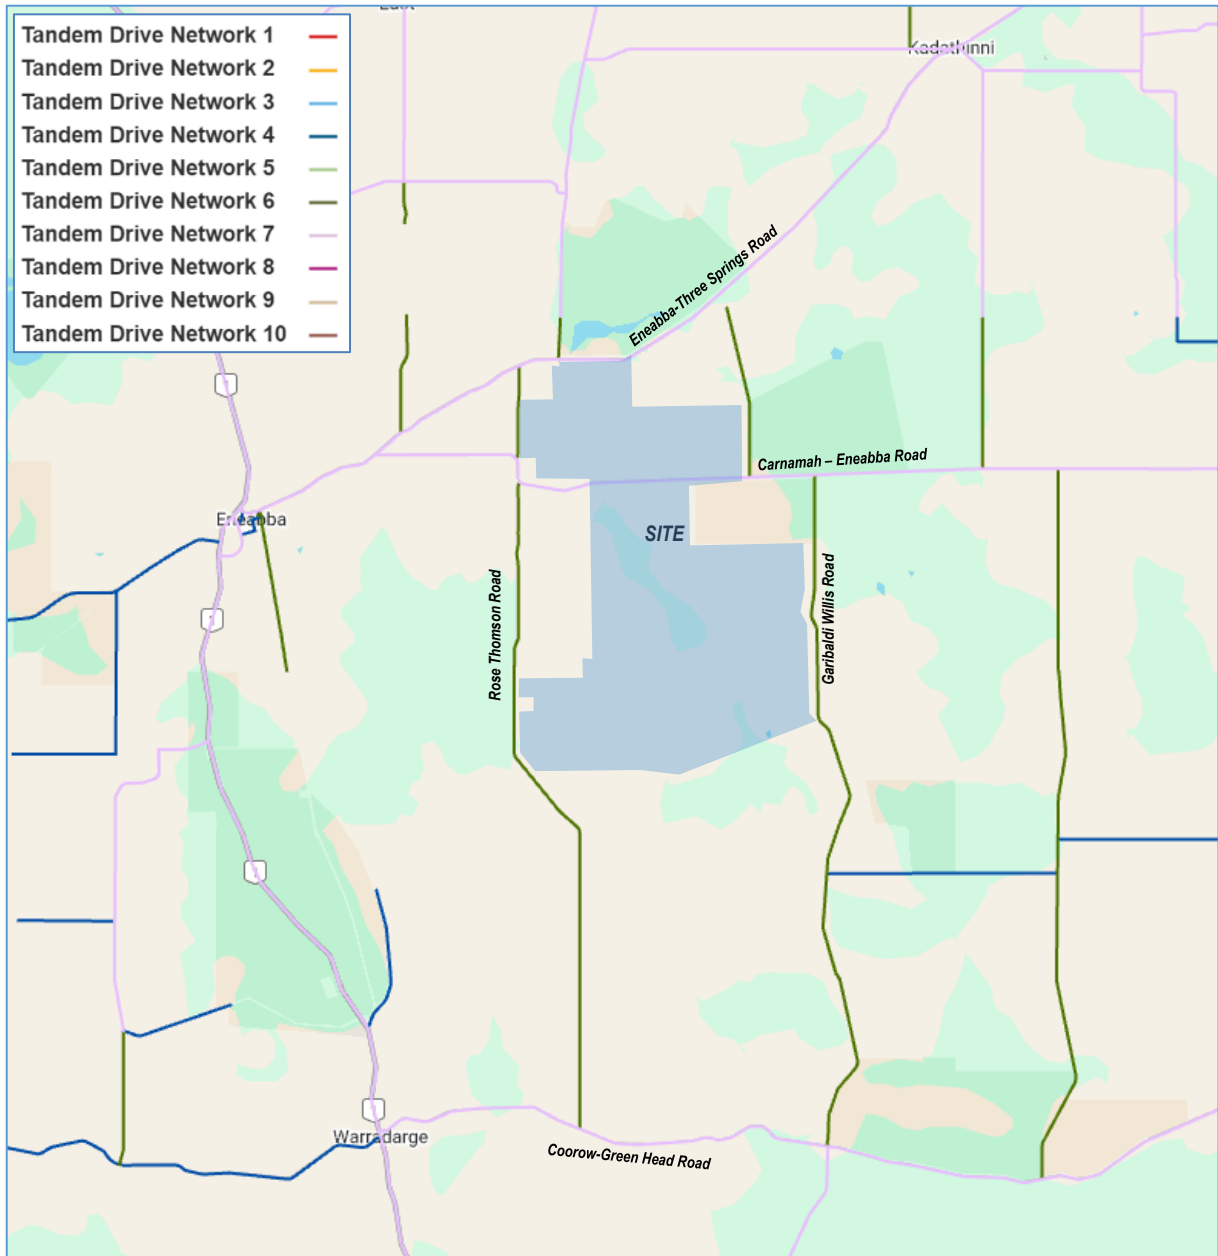 Tandem Drive Network 1
Tandem Drive Network 2
Tandem Drive Network 3
Tandem Drive Network 4
Tandem Drive Network 5
Tandem Drive Network 6
Tandem Drive Network 7
Tandem Drive Network 8
Tandem Drive Network 9
Tandem Drive Network 10
Kadathinni
Eneabba-Three Springs Road
Carnamah – Eneabba Road
Eneabba
SITE
Rose Thomson Road
Garibaldi Willis Road
Warradarge
Coorow-Green Head Road